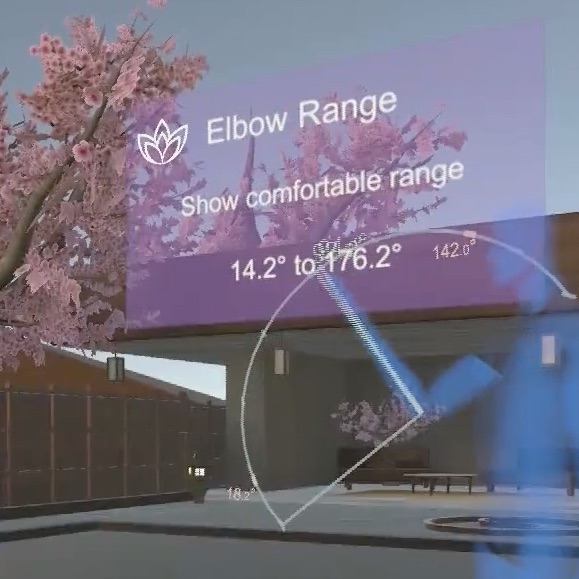 Elbow Range
Show comfortable range
14.2° to 176.2°
142.0°
18.2°